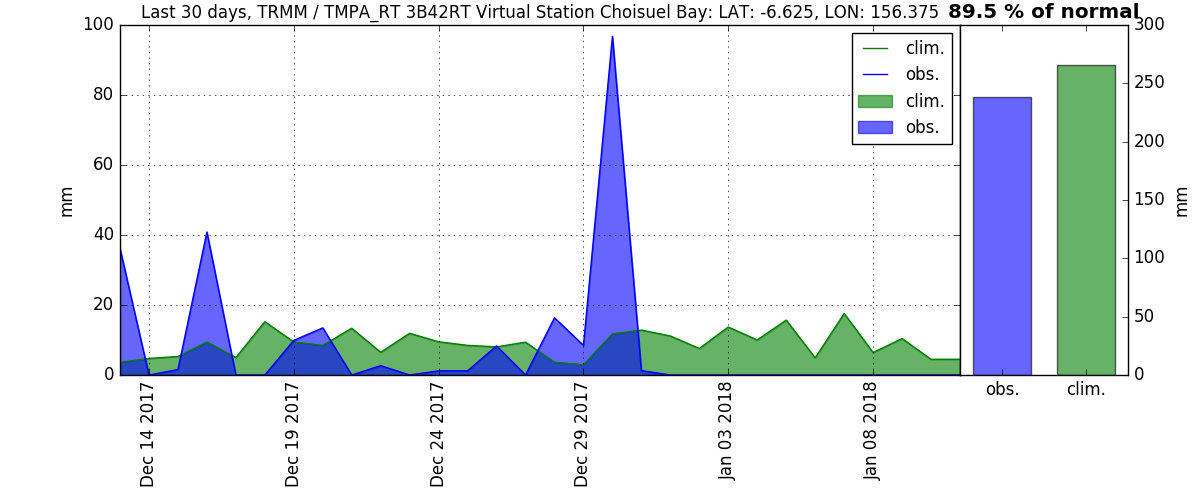 Last 30 days, TRMM / TMPA_RT 3B42RT Virtual Station Choisuel Bay: LAT: -6.625, LON: 156.375
89.5 % of normal
100
80
60
40
20
0
mm
clim.
obs.
clim.
obs.
Dec 14 2017
Dec 19 2017
Dec 24 2017
Dec 29 2017
Jan 03 2018
Jan 08 2018
300
250
200
150
100
50
0
mm
obs.
clim.